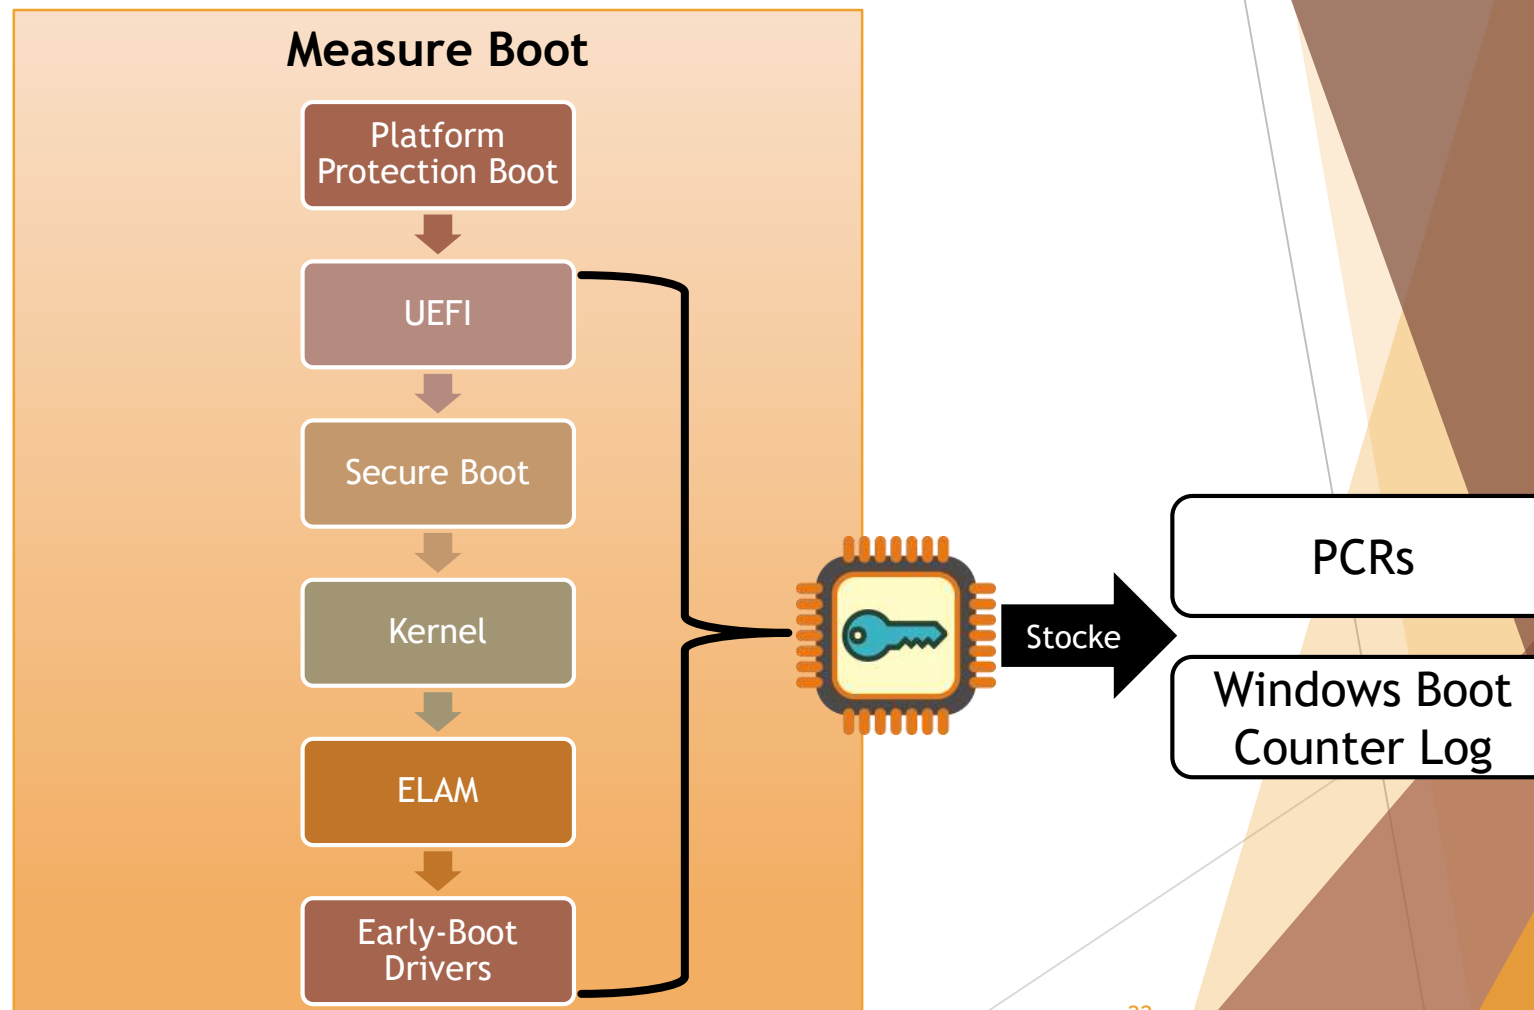 Measure Boot
Platform
Protection Boot
UEFI
Secure Boot
Kernel
ELAM
Early-Boot
Drivers
Stocke
PCRs
Windows Boot
Counter Log